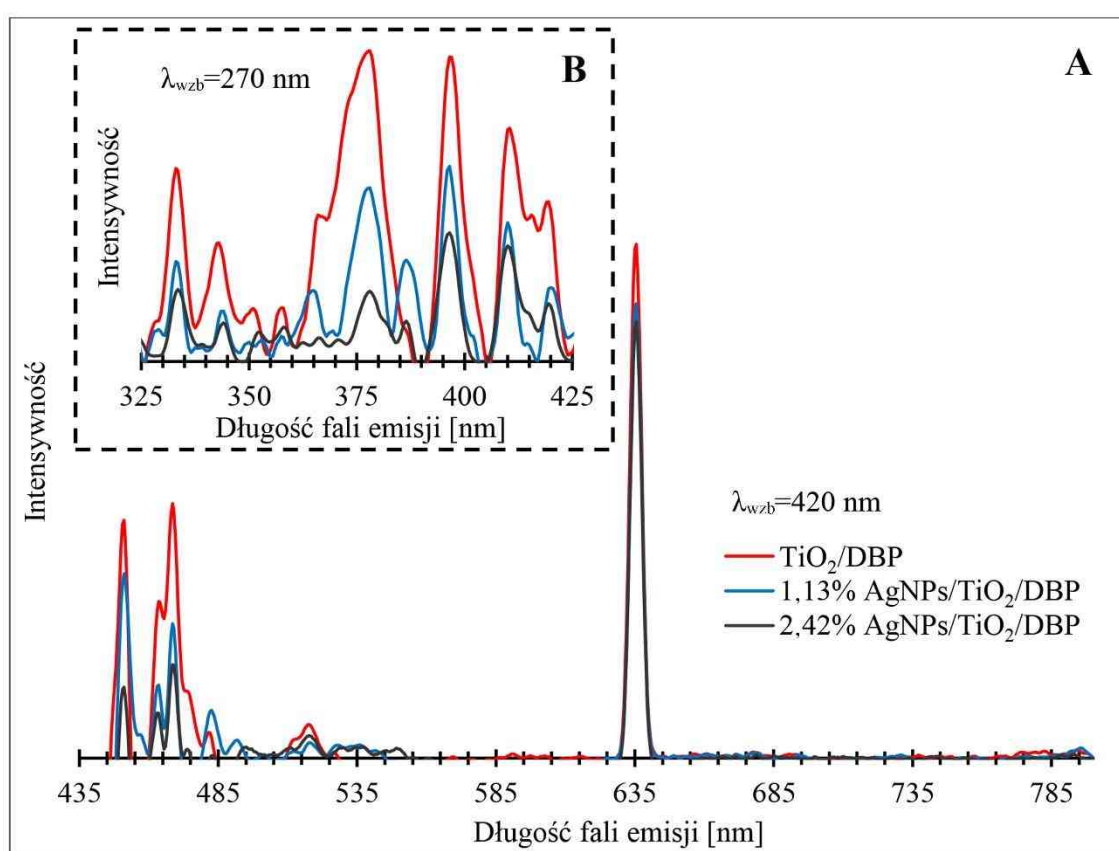 B
λwzb=270 nm
Intensywność
325 350 375 400 425
Długość fali emisji [nm]
A
Intensywność
λwzb=420 nm
TiO2/DBP
1,13% AgNPs/TiO2/DBP
2,42% AgNPs/TiO2/DBP
435 485 535 585 635 685 735 785
Długość fali emisji [nm]